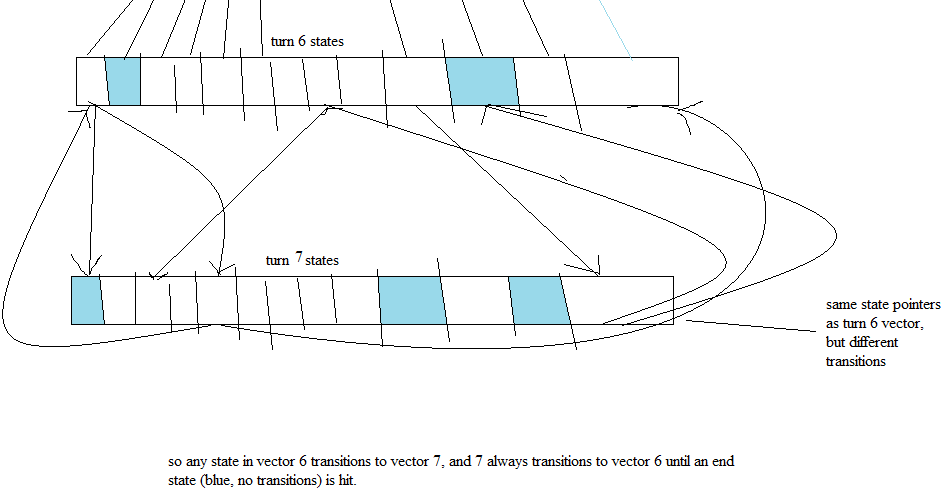 turn 6 states
turn 7 states
same state pointers
as turn 6 vector,
but different
transitions
so any state in vector 6 transitions to vector 7, and 7 always transitions to vector 6 until an end
state (blue, no transitions) is hit.